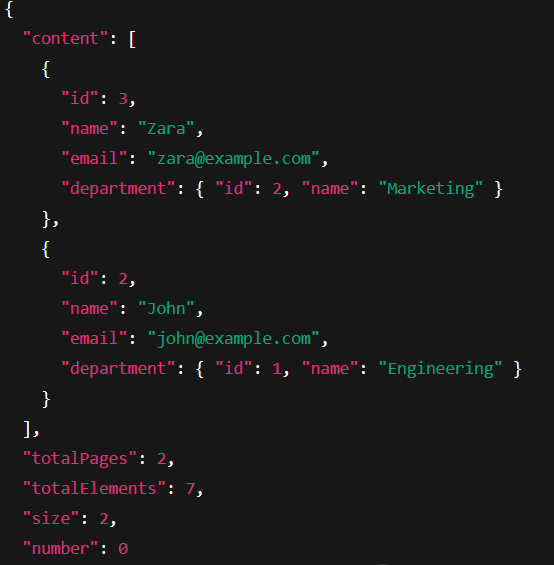 {
  "content": [
    {
      "id": 3,
      "name": "Zara",
      "email": "zara@example.com",
      "department": { "id": 2, "name": "Marketing" }
    },
    {
      "id": 2,
      "name": "John",
      "email": "john@example.com",
      "department": { "id": 1, "name": "Engineering" }
    }
  ],
  "totalPages": 2,
  "totalElements": 7,
  "size": 2,
  "number": 0